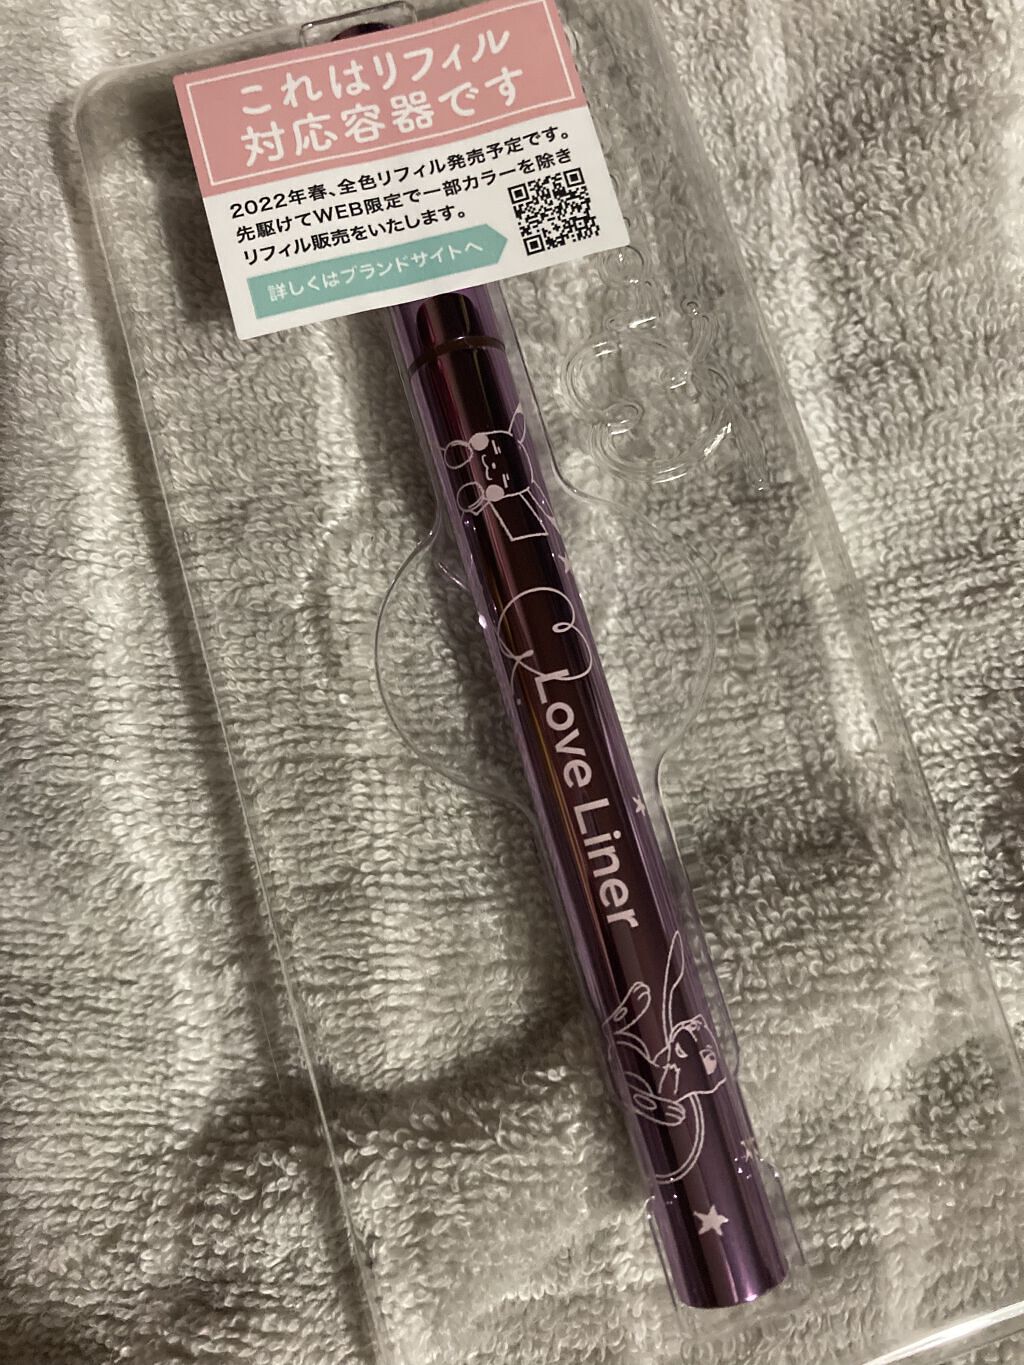 これはリフィル
対応容器です
2022年春、全色リフィル発売予定です。
先駆けてWEB限定で一部カラーを除き
リフィル販売をいたします。
詳しくはブランドサイトへ
Love Liner